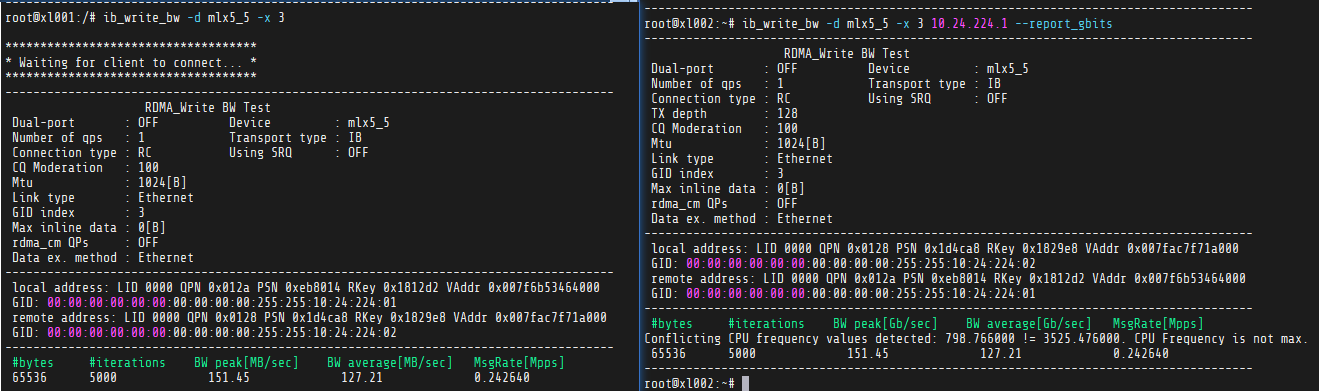 root@xl001:/# ib_write_bw -d mlx5_5 -x 3
************************************
* Waiting for client to connect... *
************************************
---------------------------------------------------------------------------------------
RDMA_Write BW Test
Dual-port : OFF Device : mlx5_5
Number of qps : 1 Transport type : IB
Connection type : RC Using SRQ : OFF
CQ Moderation : 100
Mtu : 1024[B]
Link type : Ethernet
GID index : 3
Max inline data : 0[B]
rdma_cm QPs : OFF
Data ex. method : Ethernet
---------------------------------------------------------------------------------------
local address: LID 0000 QPN 0x012a PSN 0xeb8014 RKey 0x1812d2 VAddr 0x007f6b53464000
GID: 00:00:00:00:00:00:00:00:00:00:255:255:10:24:224:01
remote address: LID 0000 QPN 0x0128 PSN 0x1d4ca8 RKey 0x1829e8 VAddr 0x007fac7f71a000
GID: 00:00:00:00:00:00:00:00:00:00:255:255:10:24:224:02
---------------------------------------------------------------------------------------
#bytes #iterations BW peak[MB/sec] BW average[MB/sec] MsgRate[Mpps]
65536 5000 151.45 127.21 0.242640
---------------------------------------------------------------------------------------
root@xl002:~# ib_write_bw -d mlx5_5 -x 3 10.24.224.1 --report_gbits
---------------------------------------------------------------------------------------
RDMA_Write BW Test
Dual-port : OFF Device : mlx5_5
Number of qps : 1 Transport type : IB
Connection type : RC Using SRQ : OFF
TX depth : 128
CQ Moderation : 100
Mtu : 1024[B]
Link type : Ethernet
GID index : 3
Max inline data : 0[B]
rdma_cm QPs : OFF
Data ex. method : Ethernet
---------------------------------------------------------------------------------------
local address: LID 0000 QPN 0x0128 PSN 0x1d4ca8 RKey 0x1829e8 VAddr 0x007fac7f71a000
GID: 00:00:00:00:00:00:00:00:00:00:255:255:10:24:224:02
remote address: LID 0000 QPN 0x012a PSN 0xeb8014 RKey 0x1812d2 VAddr 0x007f6b53464000
GID: 00:00:00:00:00:00:00:00:00:00:255:255:10:24:224:01
---------------------------------------------------------------------------------------
#bytes #iterations BW peak[Gb/sec] BW average[Gb/sec] MsgRate[Mpps]
Conflicting CPU frequency values detected: 798.766000 != 3525.476000. CPU Frequency is not max.
65536 5000 151.45 127.21 0.242640
---------------------------------------------------------------------------------------
root@xl002:~#